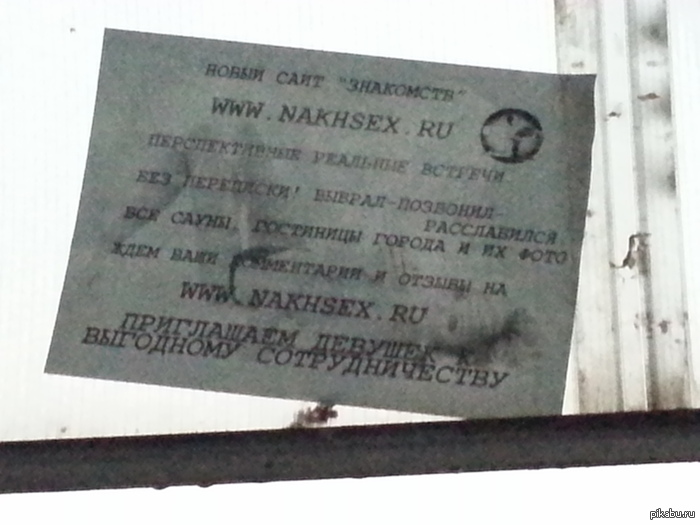 НОВЫЙ САЙТ "ЗНАКОМСТВ"
WWW.NAKHSEX.RU
ПЕРСПЕКТИВНЫЕ РЕАЛЬНЫЕ ВСТРЕЧИ
БЕЗ ПЕРЕПИСКИ! ВЫБРАЛ-ПОЗВОНИЛ-
РАССЛАБИЛСЯ
ВСЕ САУНЫ, ГОСТИНИЦЫ ГОРОДА И ИХ ФОТО
ЖДЕМ ВАШИ КОММЕНТАРИИ И ОТЗЫВЫ НА
WWW.NAKHSEX.RU
ПРИГЛАШАЕМ ДЕВУШЕК К
ВЫГОДНОМУ СОТРУДНИЧЕСТВУ
pikabu.ru